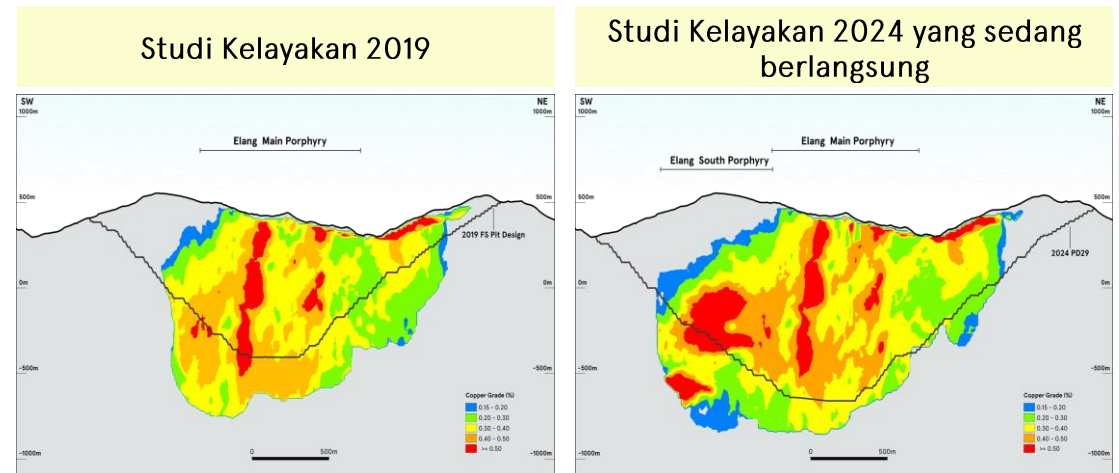 Studi Kelayakan 2019
SW
NE
1000m
1000m
Elang Main Porphyry
500m
500m
2019 FS Pit Design
0m
0m
-500m
-500m
Copper Grade (%)
0.15 - 0.20
0.20 - 0.30
0.30 - 0.40
0.40 - 0.50
>= 0.50
0
500m
-1000m
-1000m
Studi Kelayakan 2024 yang sedang
berlangsung
SW
NE
1000m
1000m
Elang Main Porphyry
Elang South Porphyry
500m
500m
2024 PD29
0m
0m
-500m
-500m
Copper Grade (%)
0.15 - 0.20
0.20 - 0.30
0.30 - 0.40
0.40 - 0.50
>= 0.50
0
500m
-1000m
-1000m